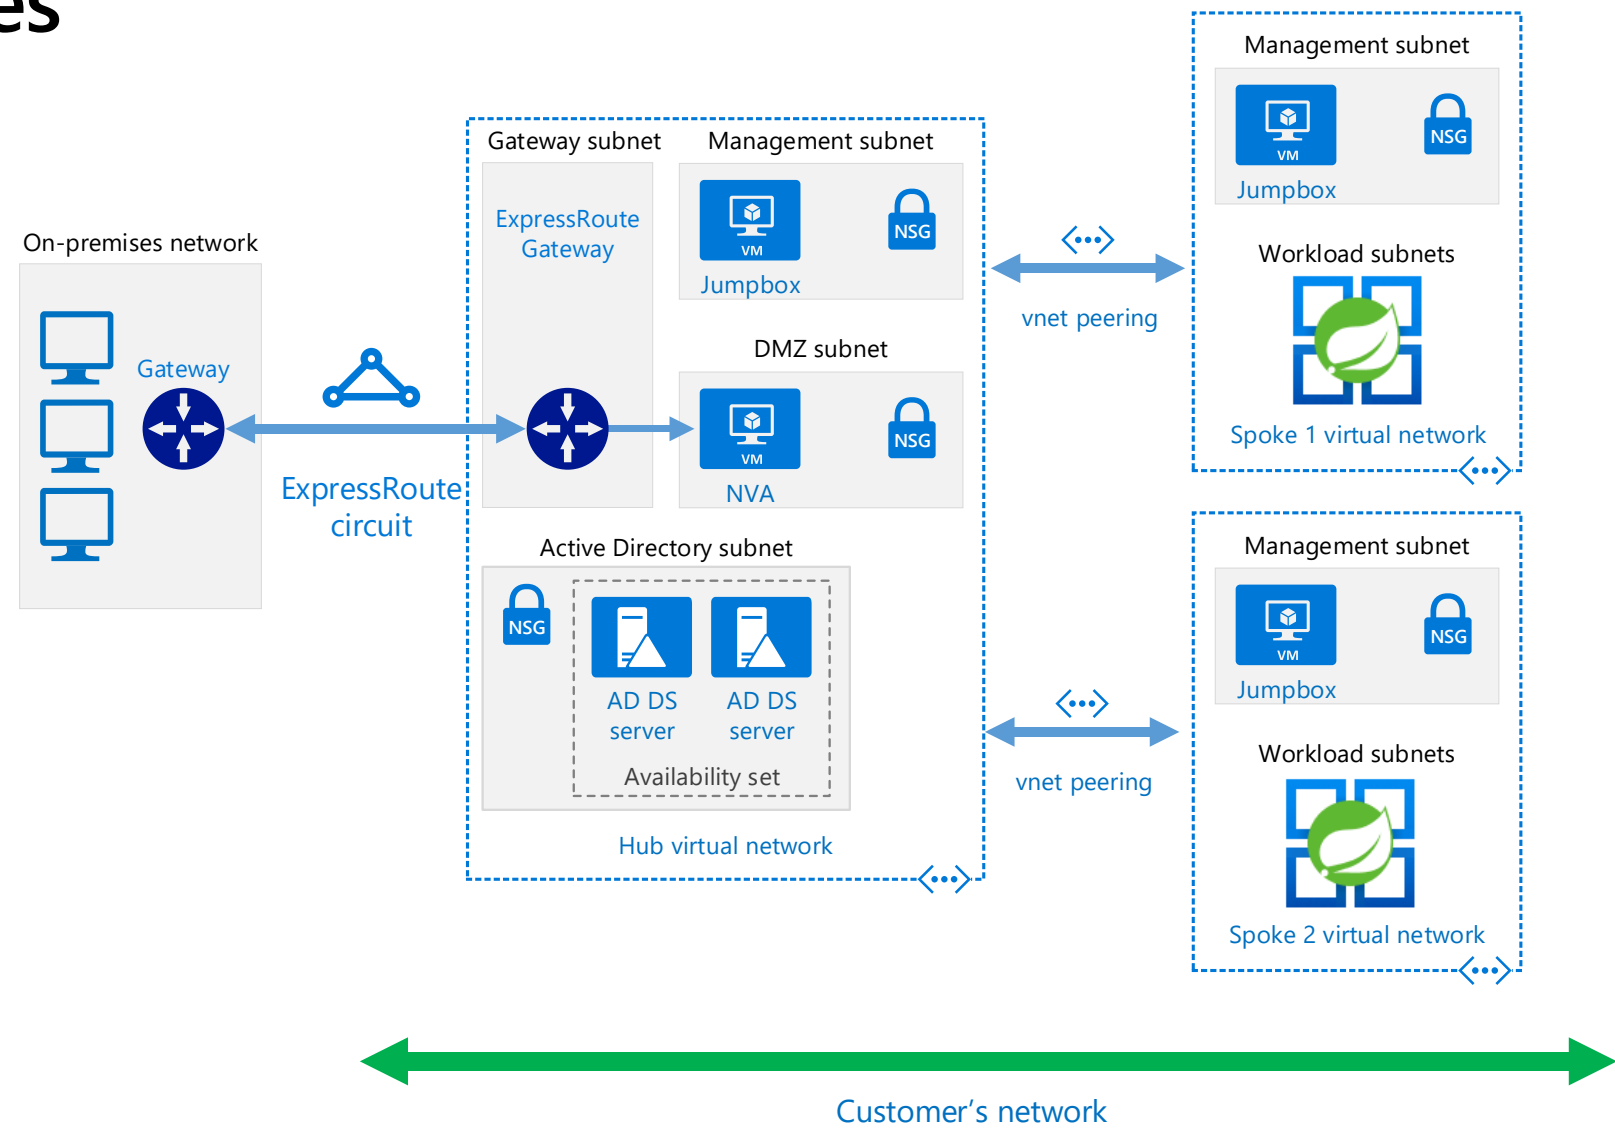 es
On-premises network
Gateway
ExpressRoute
circuit
Gateway subnet
ExpressRoute
Gateway
Management subnet
VM
NSG
Jumpbox
DMZ subnet
VM
NSG
NVA
Active Directory subnet
NSG
AD DS
server
AD DS
server
Availability set
Hub virtual network
vnet peering
vnet peering
Management subnet
VM
NSG
Jumpbox
Workload subnets
Spoke 1 virtual network
Management subnet
VM
NSG
Jumpbox
Workload subnets
Spoke 2 virtual network
Customer’s network